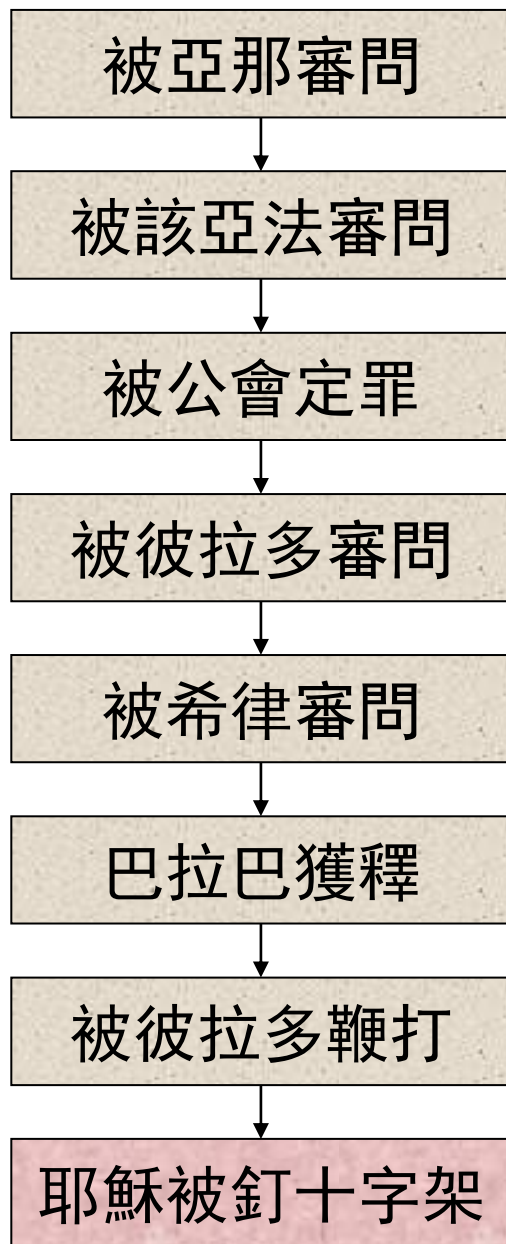 被亞那審問
被該亞法審問
被公會定罪
被彼拉多審問
被希律審問
巴拉巴獲釋
被彼拉多鞭打
耶穌被釘十字架